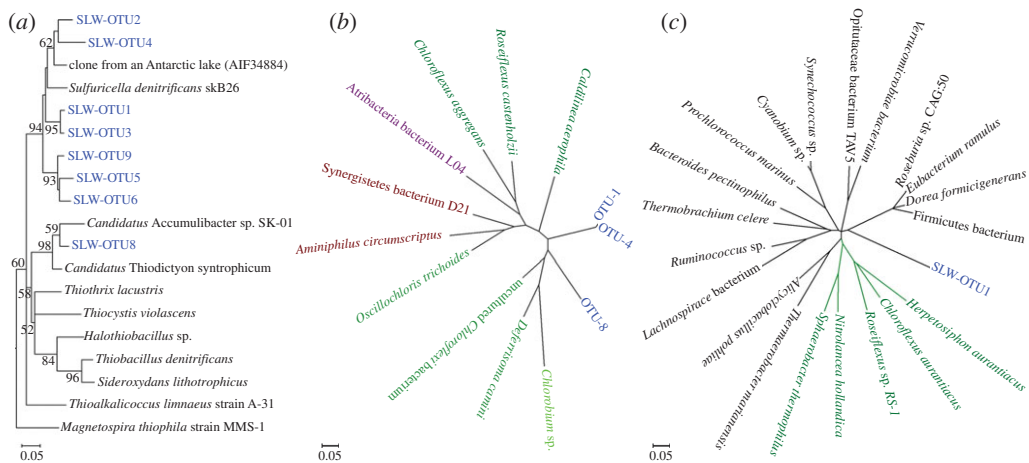 (a)
SLW-OTU2
SLW-OTU4
62
clone from an Antarctic lake (AIF34884)
Sulfuricella denitrificans skB26
SLW-OTU1
94
95
SLW-OTU3
SLW-OTU9
93
SLW-OTU5
SLW-OTU6
59
Candidatus Accumulibacter sp. SK-01
98
SLW-OTU8
60
Candidatus Thiodictyon syntrophicum
58
Thiothrix lacustris
Thiocystis violascens
52
Halothiobacillus sp.
84
Thiobacillus denitrificans
96
Sideroxydans lithotrophicus
Thioalkalicoccus limnaeus strain A-31
Magnetospira thiophila strain MMS-1
0.05
(b)
Chloroflexus aggregans
Roseiflexus castenholzii
Caldilinea aerophila
Atribacteria bacterium L04
Synergistetes bacterium D21
Aminiphilus circumscriptus
Oscillochloris trichoides
uncultured Chloroflexi bacterium
Deferrisoma camini
Chlorobium sp.
OTU-8
OTU-4
OTU-1
0.05
(c)
Opitutaceae bacterium TAV5
Verrucomicrobiae bacterium
Roseburia sp. CAG:50
Eubacterium ramulus
Dorea formicigenerans
Firmicutes bacterium
SLW-OTU1
Herpetosiphon aurantiacus
Chloroflexus aurantiacus
Roseiflexus sp. RS-1
Nitrolancea hollandica
Sphaerobacter thermophilus
Thermaerobacter marianensis
Alicyclobacillus pohliae
Lachnospirace bacterium
Ruminococcus sp.
Thermobrachium celere
Bacteroides pectinophilus
Prochlorococcus marinus
Cyanobium sp.
Synechococcus sp.
0.05